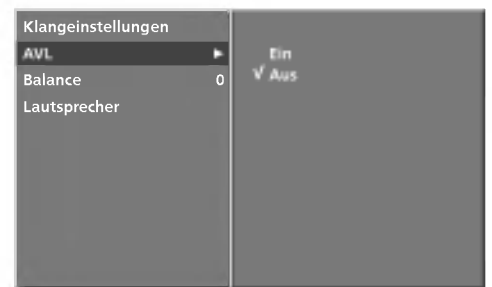 Klangeinstellungen
AVL ►
Balance 0
Lautsprecher
Ein
√ Aus